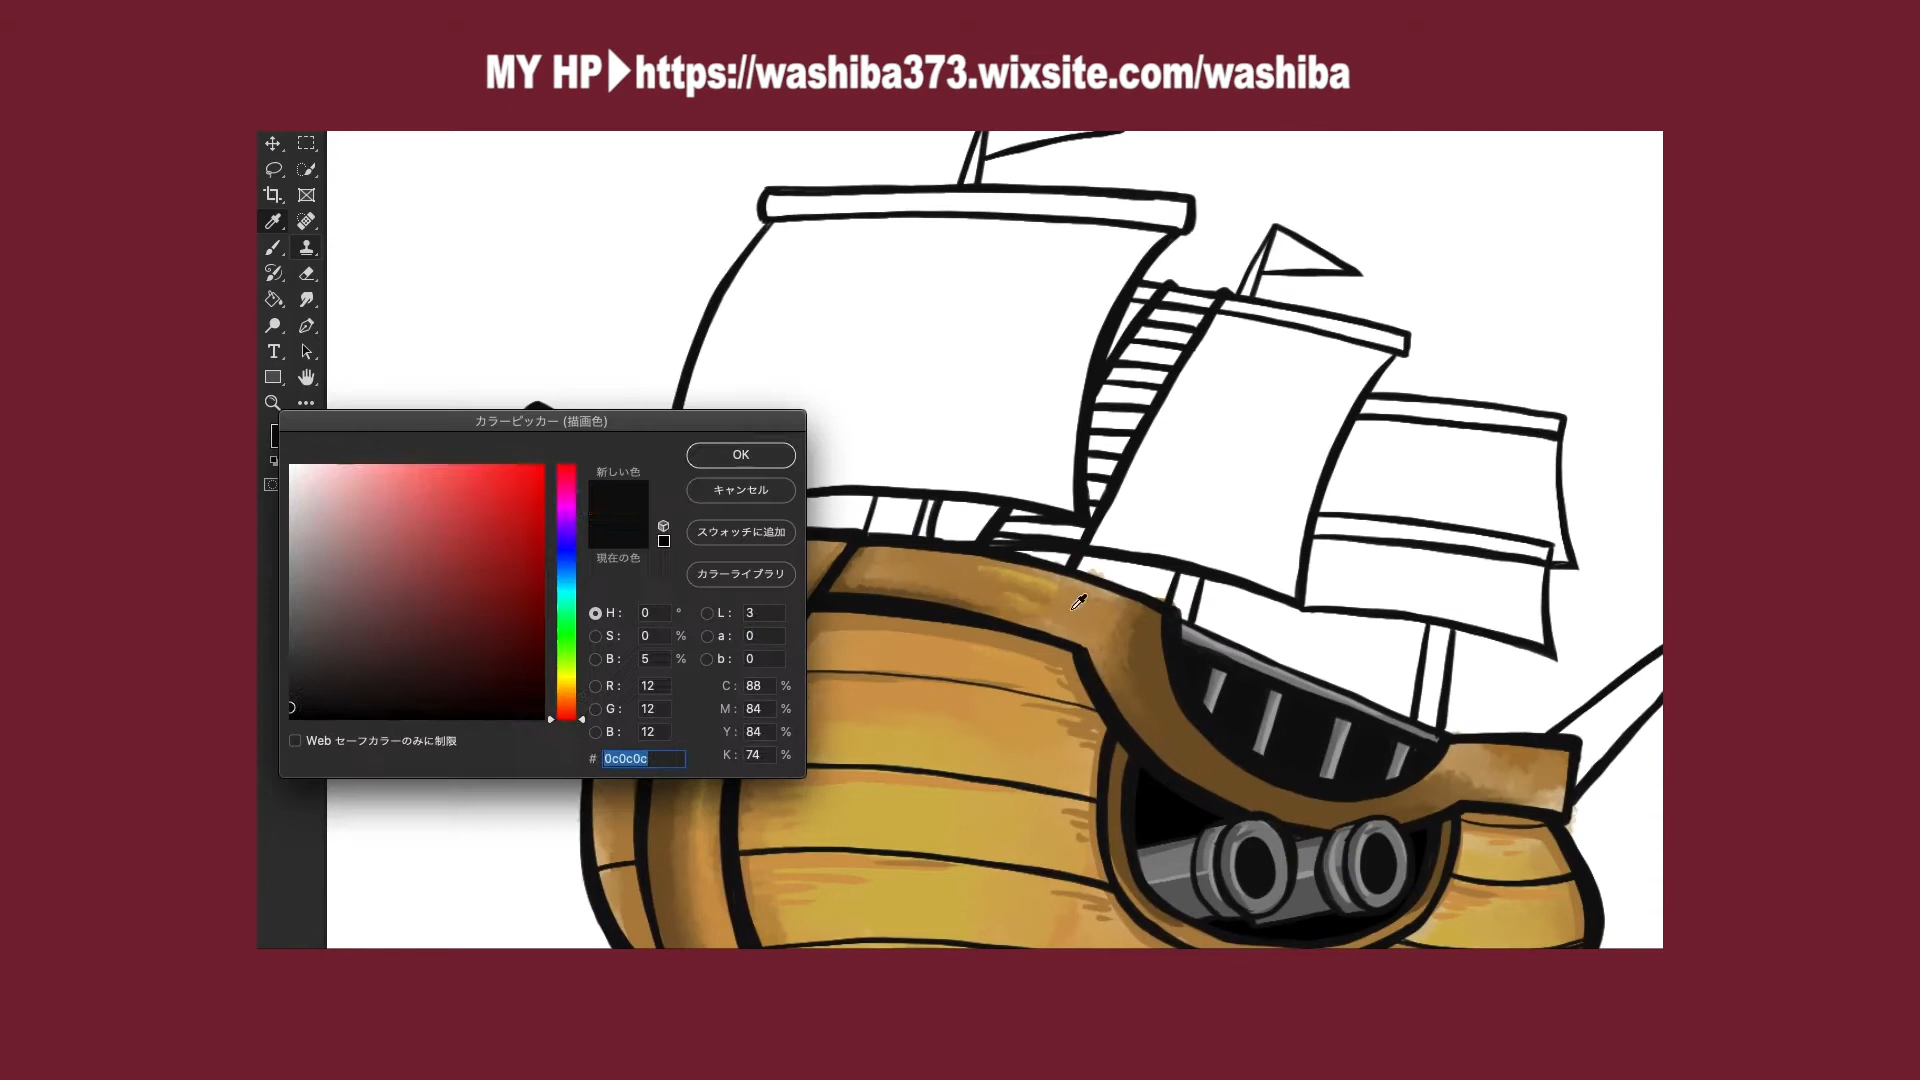 MY HP▶https://washiba373.wixsite.com/washiba
カラーピッカー (描画色)
新しい色
OK
キャンセル
スウォッチに追加
現在の色
カラーライブラリ
H: 0 ° L: 3
S: 0 % a: 0
B: 5 % b: 0
R: 12 C: 88 %
G: 12 M: 84 %
B: 12 Y: 84 %
# 0c0c0c K: 74 %
Web セーフカラーのみに制限